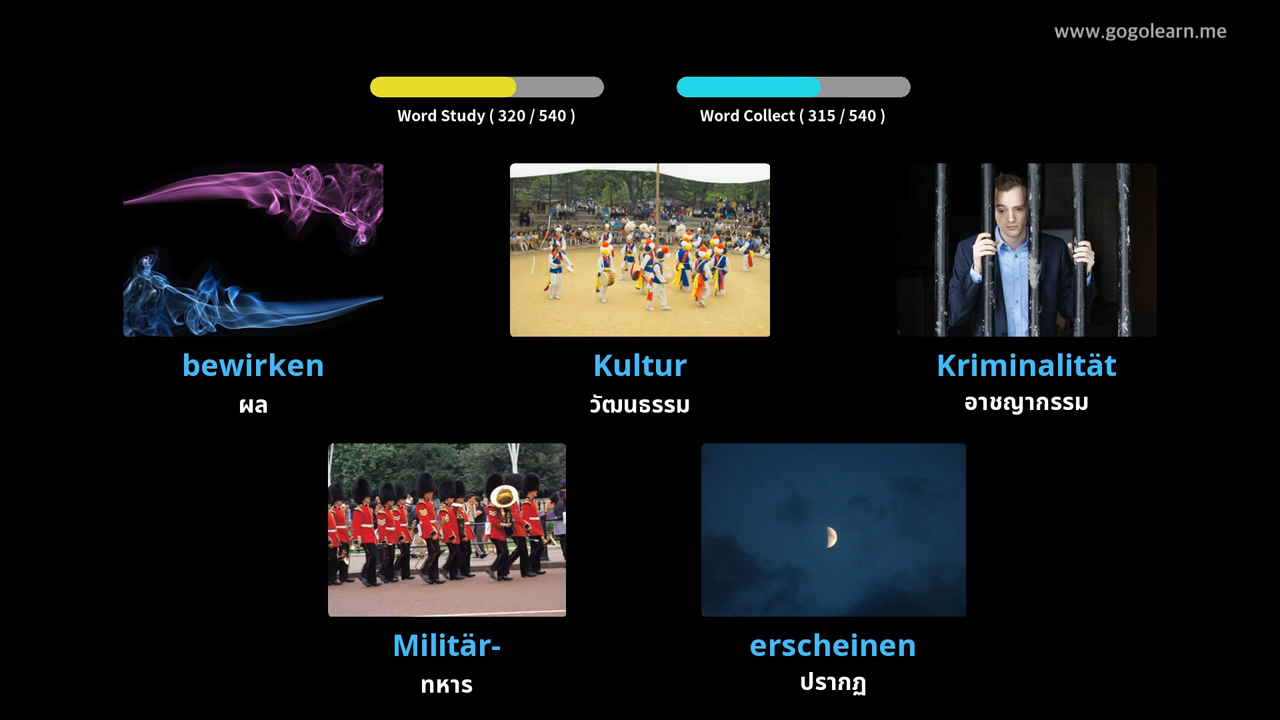 www.gogolearn.me
Word Study ( 320 / 540 )
Word Collect ( 315 / 540 )
bewirken
ผล
Kultur
วัฒนธรรม
Kriminalität
อาชญากรรม
Militär-
ทหาร
erscheinen
ปรากฏ